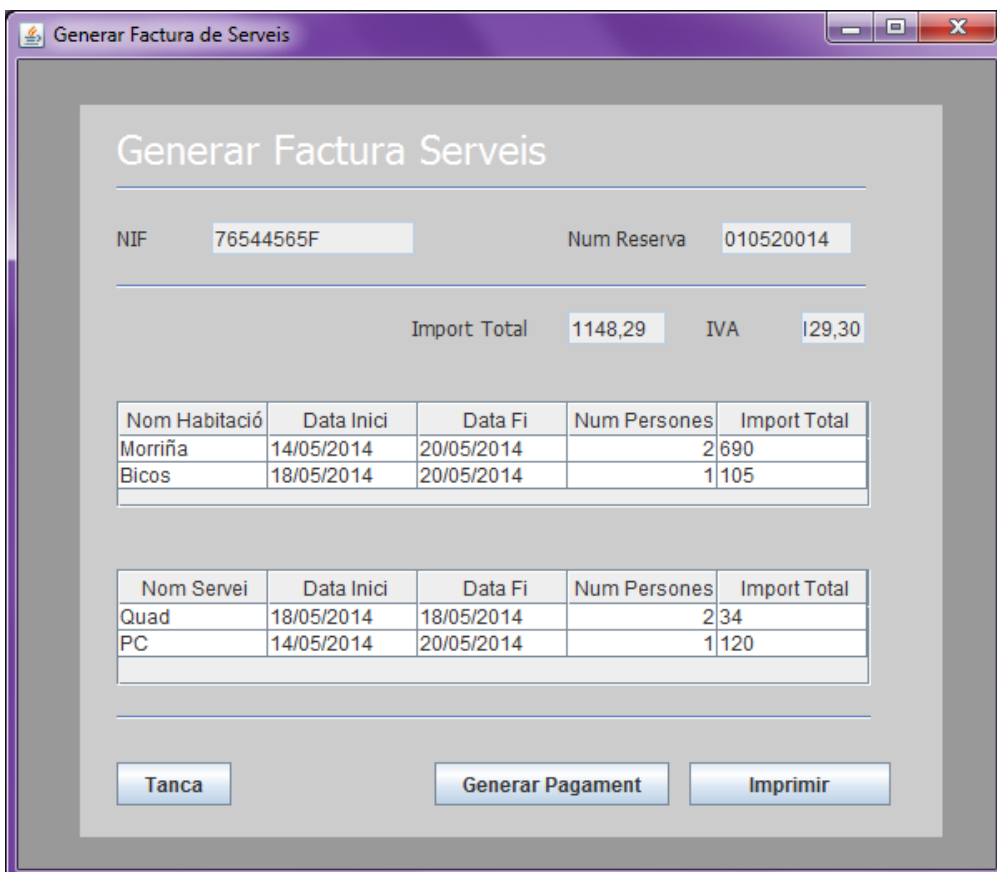 Generar Factura de Serveis
Generar Factura Serveis
NIF 76544565F Num Reserva 010520014
Import Total 1148,29 IVA 129,30
Nom Habitació Data Inici Data Fi Num Persones Import Total
Morriña 14/05/2014 20/05/2014 2 690
Bicos 18/05/2014 20/05/2014 1 105
Nom Servei Data Inici Data Fi Num Persones Import Total
Quad 18/05/2014 18/05/2014 2 34
PC 14/05/2014 20/05/2014 1 120
Tanca Generar Pagament Imprimir